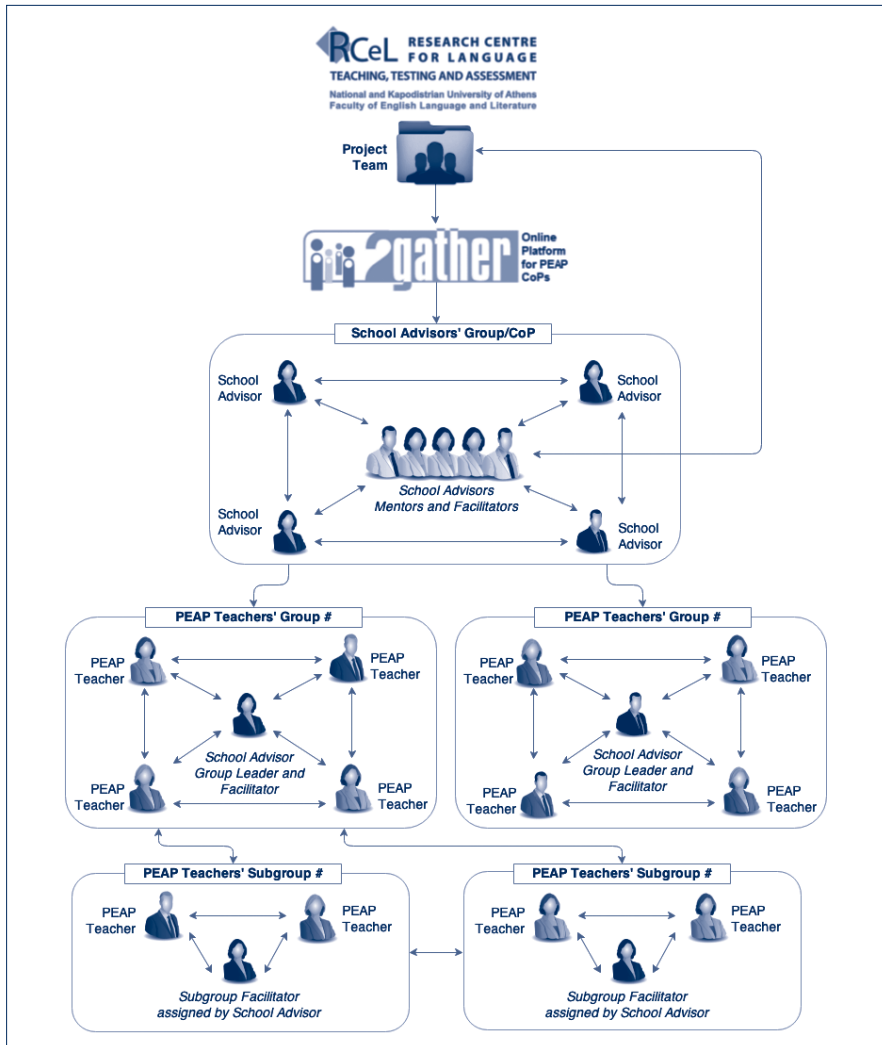 RCeL RESEARCH CENTRE
FOR LANGUAGE
TEACHING, TESTING AND ASSESSMENT
National and Kapodistrian University of Athens
Faculty of English Language and Literature
Project
Team
2gather
Online
Platform
for PEAP
CoPs
School Advisors' Group/CoP
School
Advisor
School
Advisor
School Advisors
Mentors and Facilitators
School
Advisor
School
Advisor
PEAP Teachers' Group #
PEAP
Teacher
PEAP
Teacher
School Advisor
Group Leader and
Facilitator
PEAP
Teacher
PEAP
Teacher
PEAP Teachers' Group #
PEAP
Teacher
PEAP
Teacher
School Advisor
Group Leader and
Facilitator
PEAP
Teacher
PEAP
Teacher
PEAP Teachers' Subgroup #
PEAP
Teacher
PEAP
Teacher
Subgroup Facilitator
assigned by School Advisor
PEAP Teachers' Subgroup #
PEAP
Teacher
PEAP
Teacher
Subgroup Facilitator
assigned by School Advisor